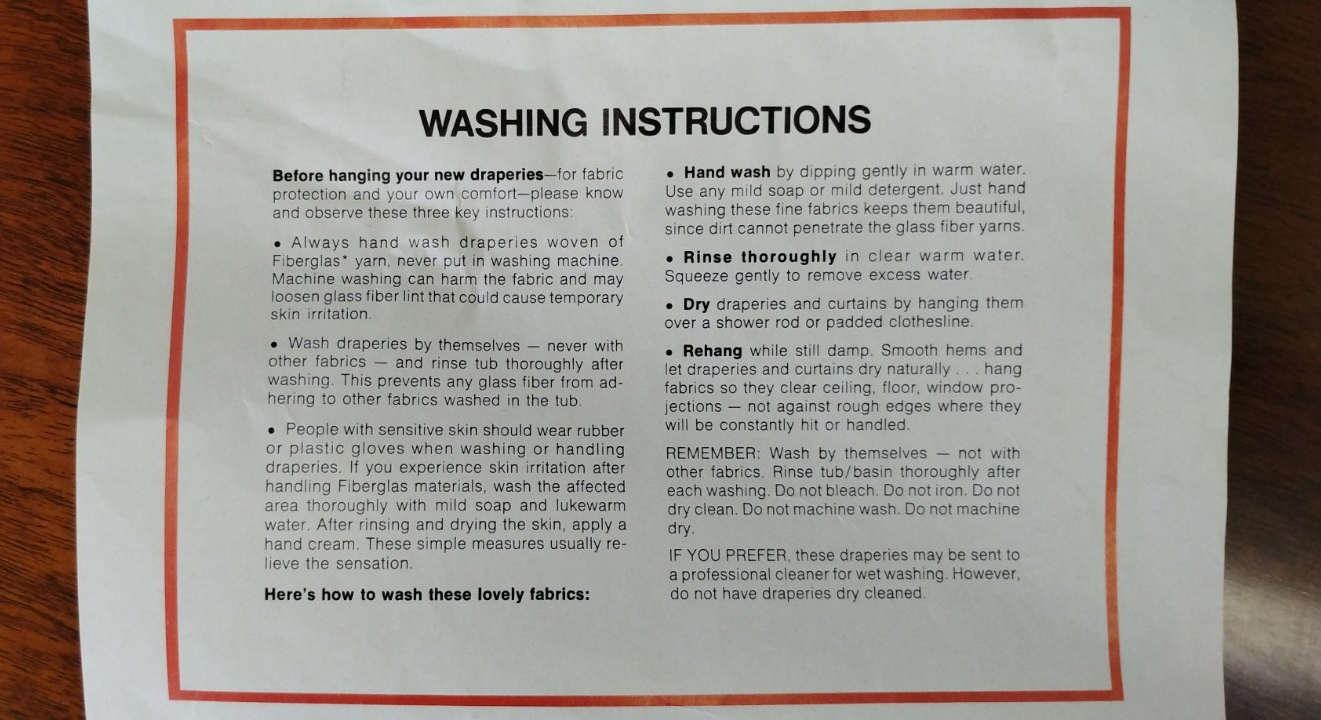 WASHING INSTRUCTIONS
Before hanging your new draperies—for fabric
protection and your own comfort—please know
and observe these three key instructions:
• Always hand wash draperies woven of
Fiberglas* yarn, never put in washing machine.
Machine washing can harm the fabric and may
loosen glass fiber lint that could cause temporary
skin irritation.
• Wash draperies by themselves — never with
other fabrics — and rinse tub thoroughly after
washing. This prevents any glass fiber from ad-
hering to other fabrics washed in the tub.
• People with sensitive skin should wear rubber
or plastic gloves when washing or handling
draperies. If you experience skin irritation after
handling Fiberglas materials, wash the affected
area thoroughly with mild soap and lukewarm
water. After rinsing and drying the skin, apply a
hand cream. These simple measures usually re-
lieve the sensation.
Here's how to wash these lovely fabrics:
• Hand wash by dipping gently in warm water.
Use any mild soap or mild detergent. Just hand
washing these fine fabrics keeps them beautiful,
since dirt cannot penetrate the glass fiber yarns.
• Rinse thoroughly in clear warm water.
Squeeze gently to remove excess water.
• Dry draperies and curtains by hanging them
over a shower rod or padded clothesline.
• Rehang while still damp. Smooth hems and
let draperies and curtains dry naturally . . . hang
fabrics so they clear ceiling, floor, window pro-
jections — not against rough edges where they
will be constantly hit or handled.
REMEMBER: Wash by themselves — not with
other fabrics. Rinse tub/basin thoroughly after
each washing. Do not bleach. Do not iron. Do not
dry clean. Do not machine wash. Do not machine
dry.
IF YOU PREFER, these draperies may be sent to
a professional cleaner for wet washing. However,
do not have draperies dry cleaned.